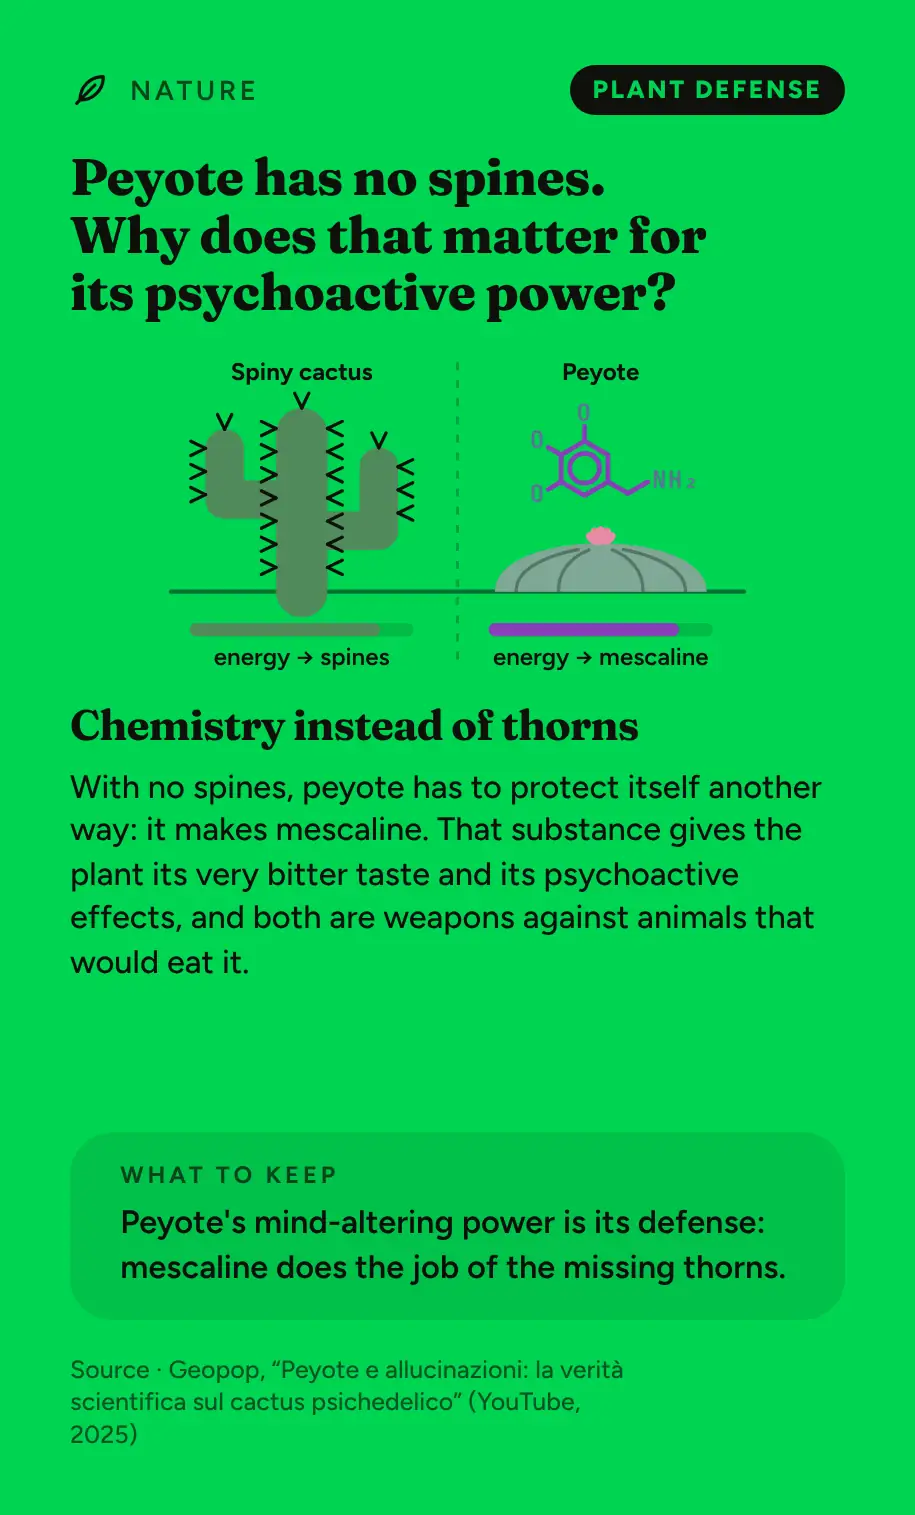 NATURE
PLANT DEFENSE
Peyote has no spines.
Why does that matter for
its psychoactive power?
Spiny cactus
Peyote
O
O
O
NH₂
energy → spines
energy → mescaline
Chemistry instead of thorns
With no spines, peyote has to protect itself another
way: it makes mescaline. That substance gives the
plant its very bitter taste and its psychoactive
effects, and both are weapons against animals that
would eat it.
WHAT TO KEEP
Peyote's mind-altering power is its defense:
mescaline does the job of the missing thorns.
Source · Geopop, “Peyote e allucinazioni: la verità
scientifica sul cactus psichedelico” (YouTube,
2025)